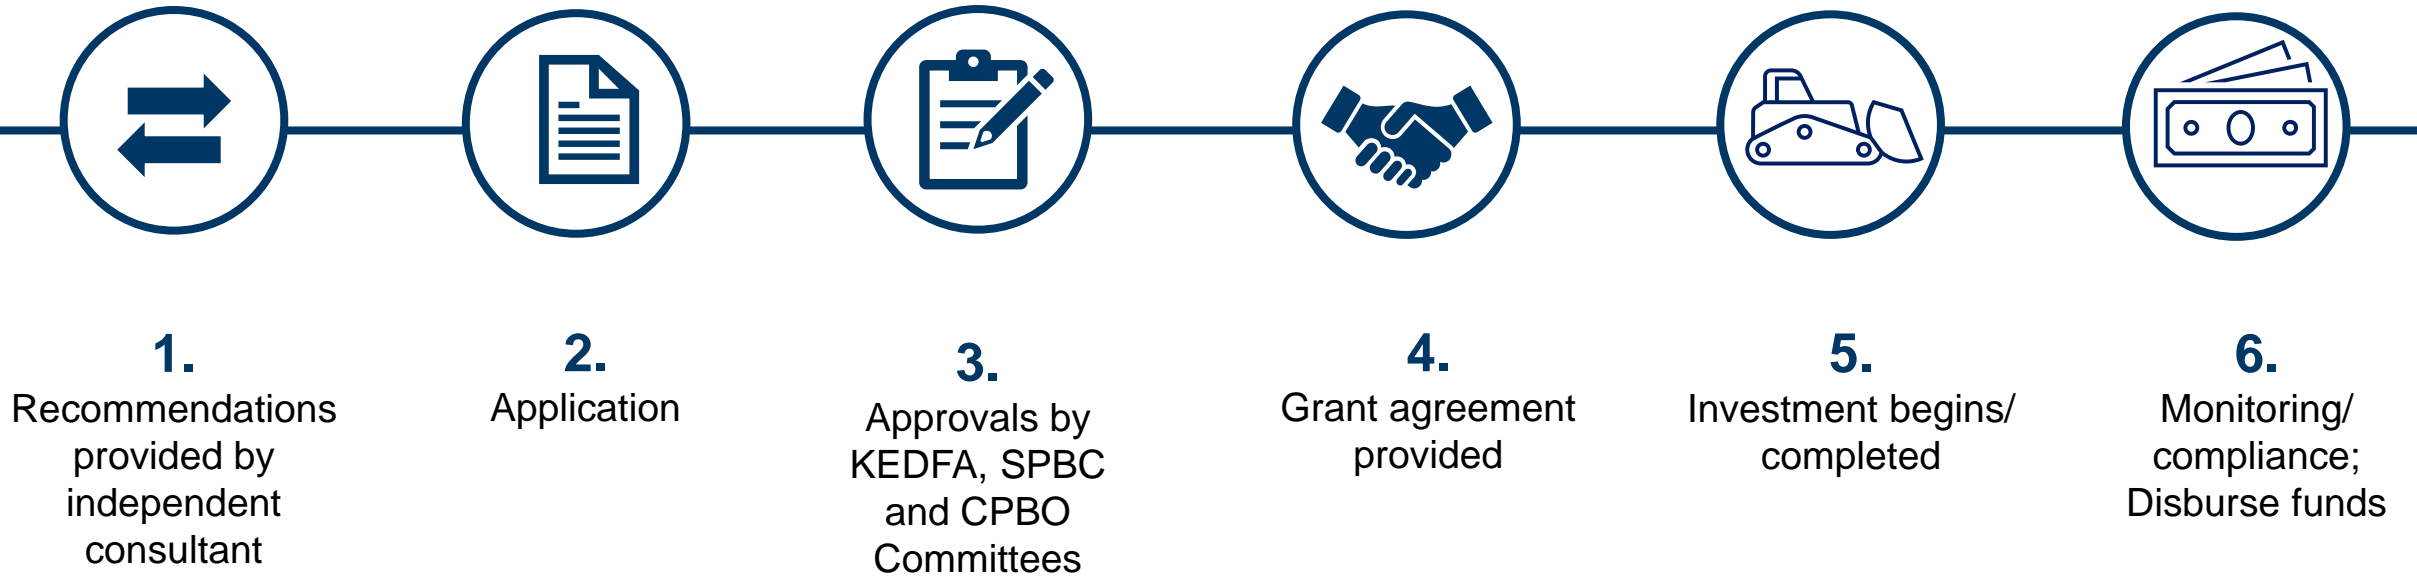 1.
Recommendations
provided by
independent
consultant
2.
Application
3.
Approvals by
KEDFA, SPBC
and CPBO
Committees
4.
Grant agreement
provided
5.
Investment begins/
completed
6.
Monitoring/
compliance;
Disburse funds